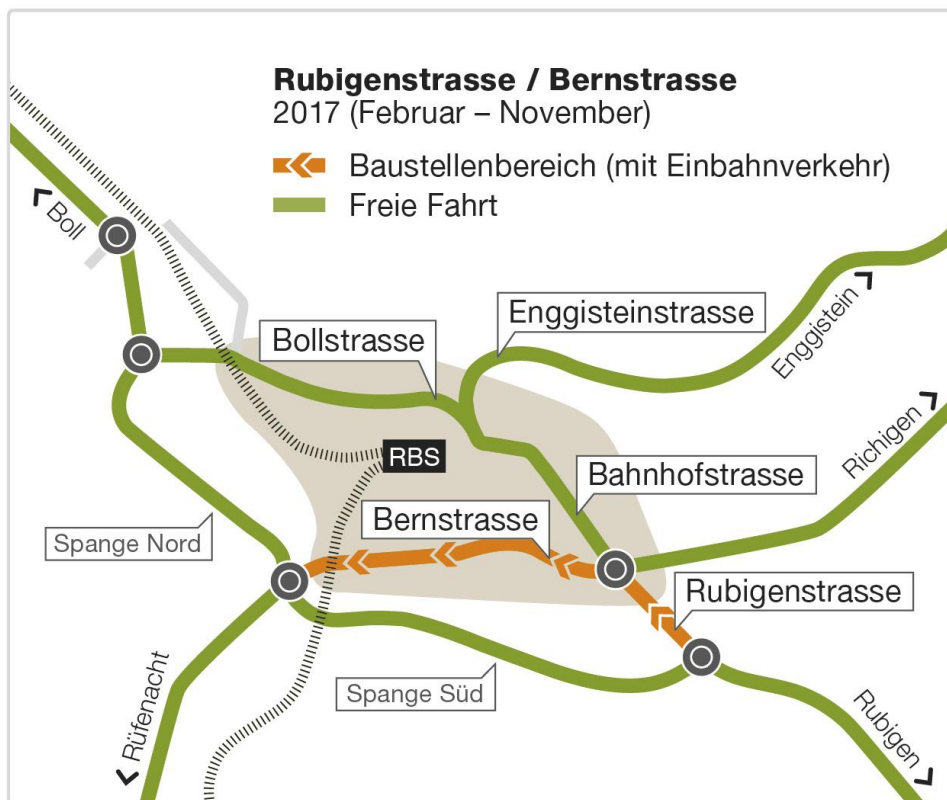 Rubigenstrasse / Bernstrasse
2017 (Februar – November)
Baustellenbereich (mit Einbahnverkehr)
Freie Fahrt
Boll
Enggisteinstrasse
Bollstrasse
Enggistein
Richigen
RBS
Bahnhofstrasse
Bernstrasse
Spange Nord
Rubigenstrasse
Spange Süd
Rüfenacht
Rubigen